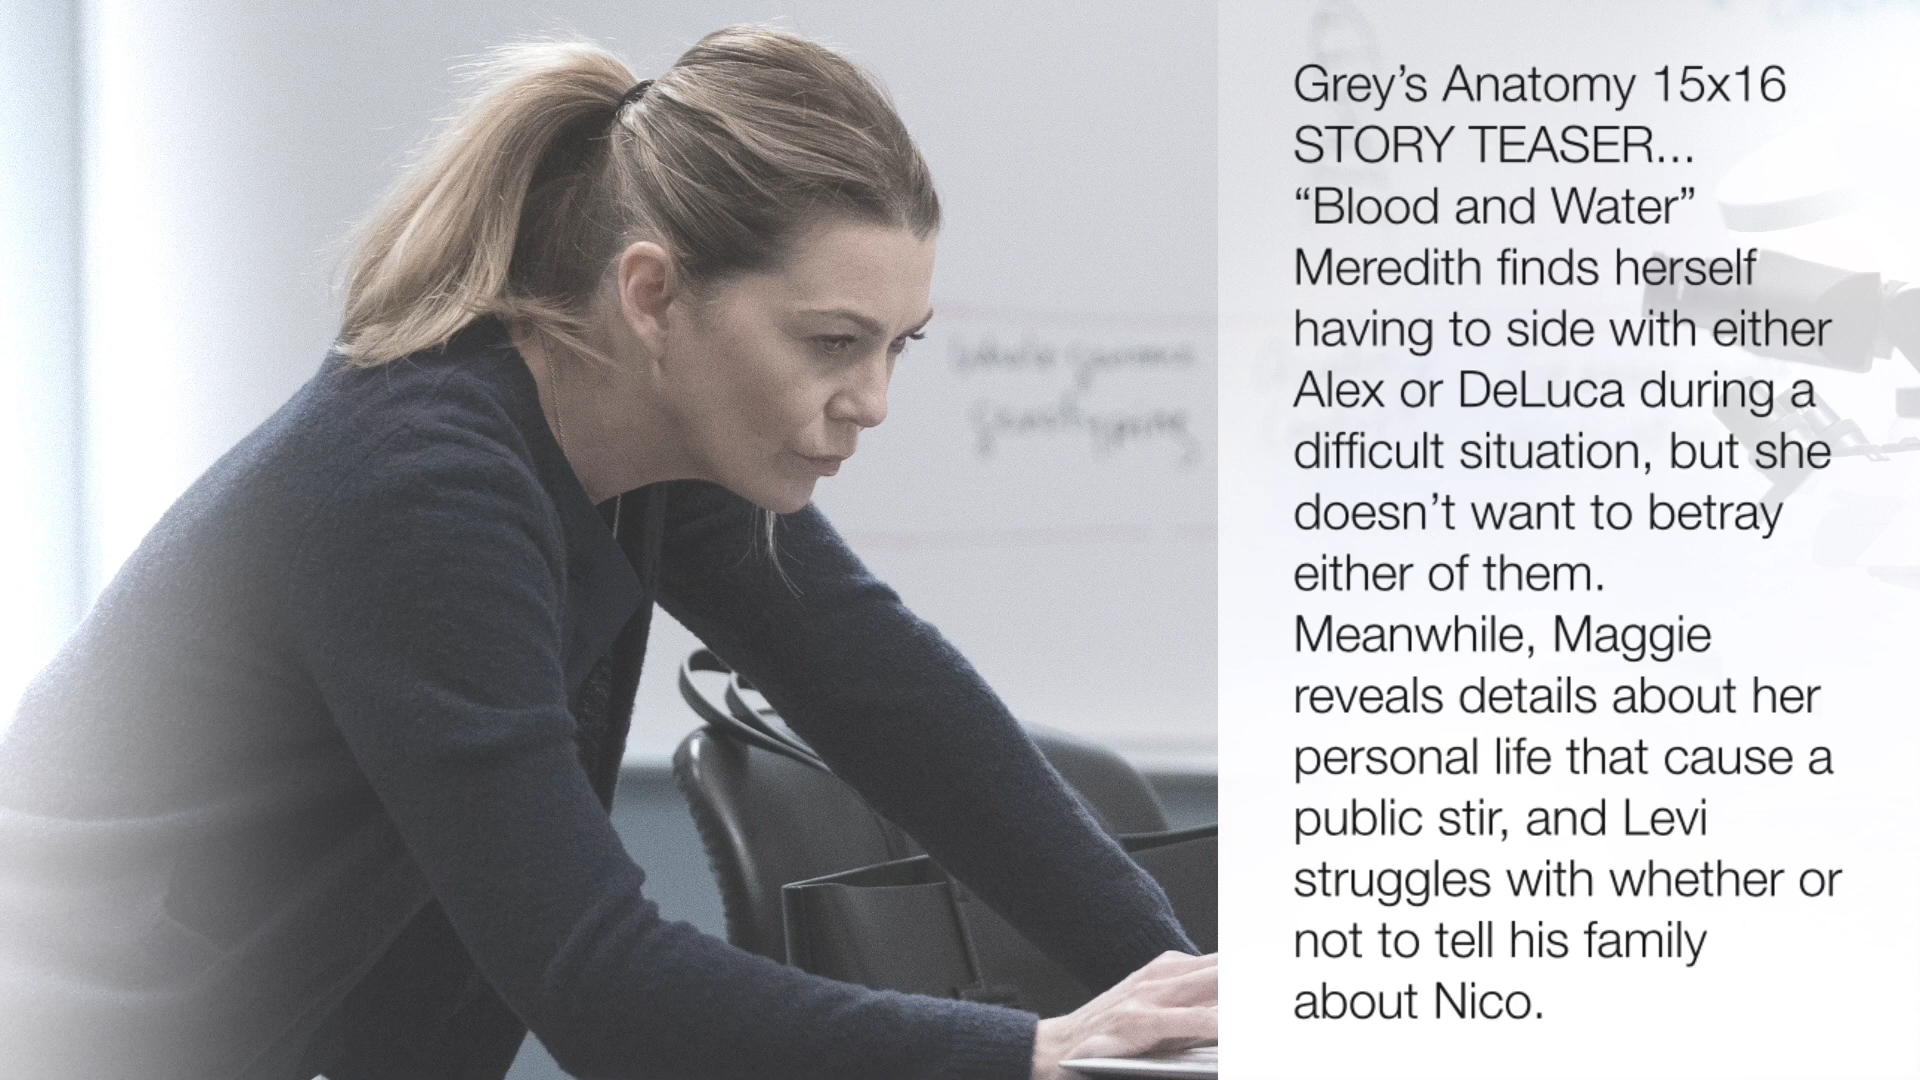 Grey’s Anatomy 15x16
STORY TEASER...
“Blood and Water”
Meredith finds herself
having to side with either
Alex or DeLuca during a
difficult situation, but she
doesn’t want to betray
either of them.
Meanwhile, Maggie
reveals details about her
personal life that cause a
public stir, and Levi
struggles with whether or
not to tell his family
about Nico.